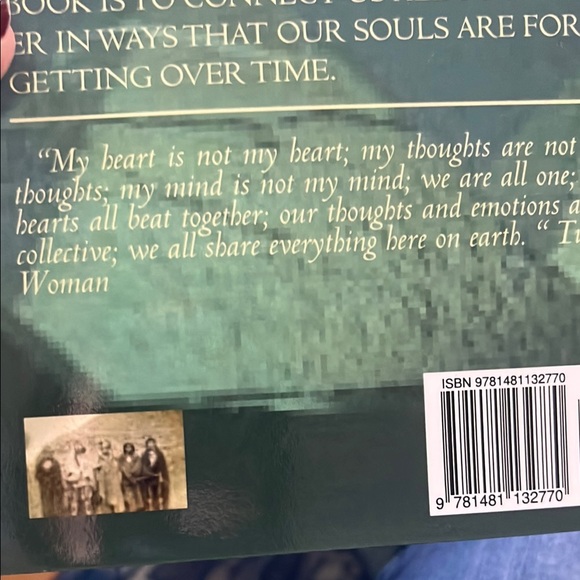 BOOK IS TO CONNECT
ER IN WAYS THAT OUR SOULS ARE FOR
GETTING OVER TIME.
“My heart is not my heart; my thoughts are not
thoughts; my mind is not my mind; we are all one;
hearts all beat together; our thoughts and emotions a
collective; we all share everything here on earth. “
Woman
ISBN 9781481132770
9 781481 132770